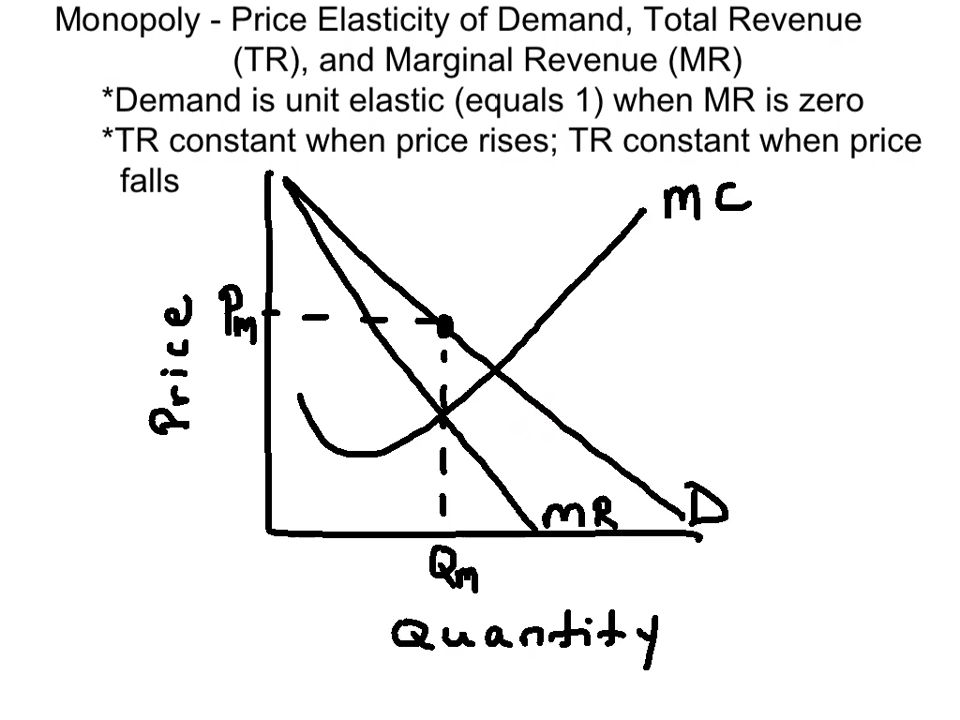 Monopoly - Price Elasticity of Demand, Total Revenue
(TR), and Marginal Revenue (MR)
*Demand is unit elastic (equals 1) when MR is zero
*TR constant when price rises; TR constant when price
falls
MC
Pm
Price
MR
D
Qm
Quantity